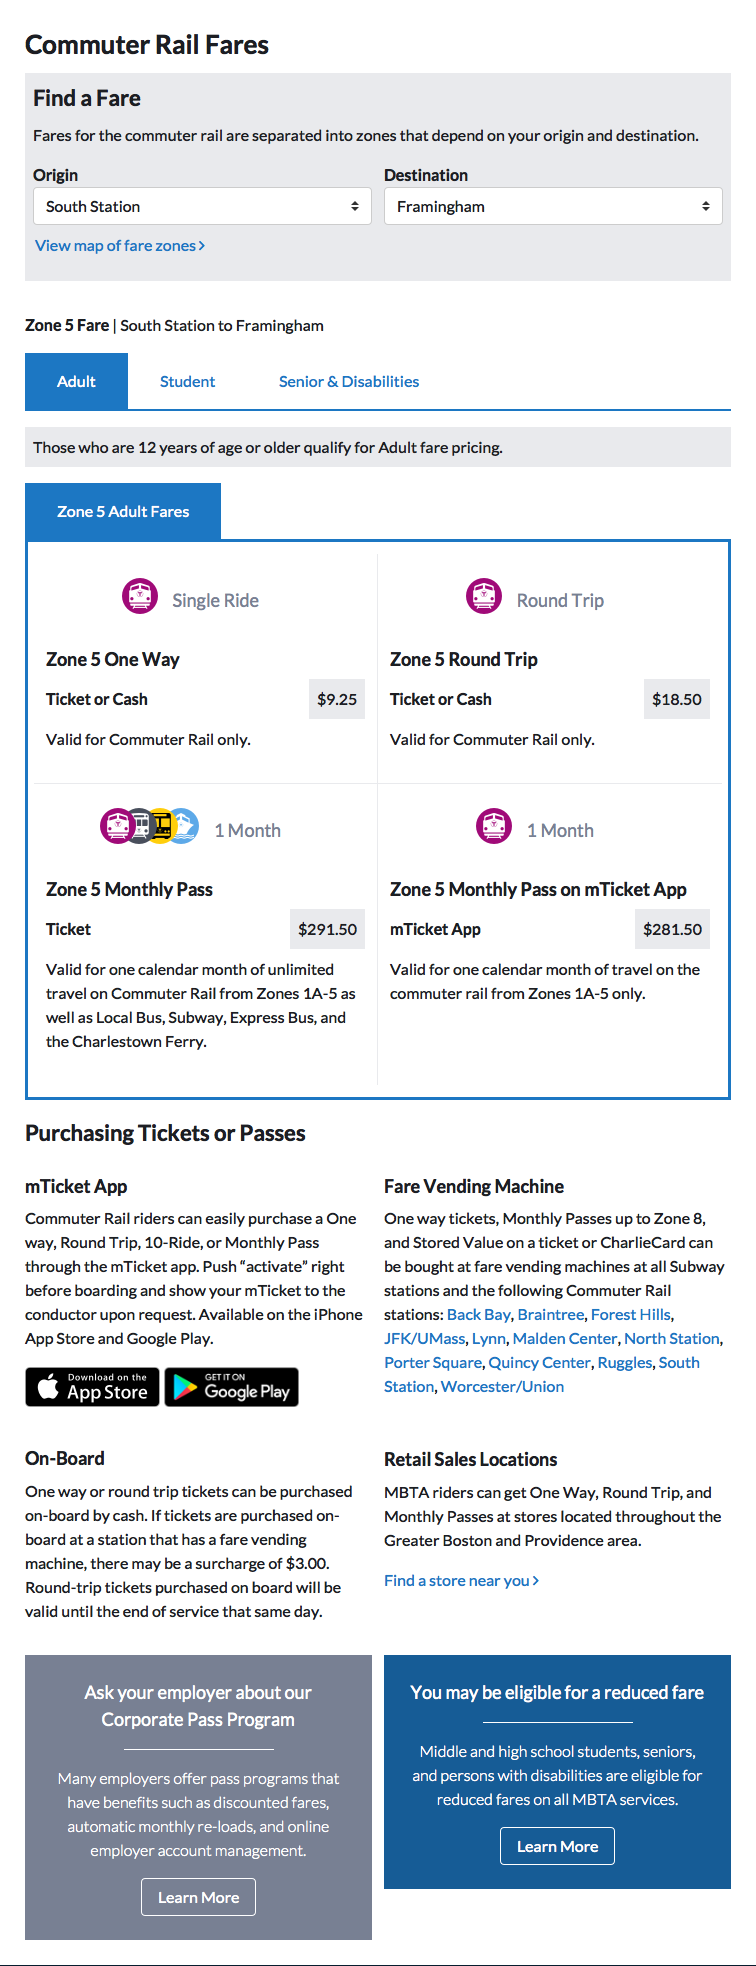 Commuter Rail Fares
Find a Fare
Fares for the commuter rail are separated into zones that depend on your origin and destination.
Origin
South Station
Destination
Framingham
View map of fare zones
Zone 5 Fare | South Station to Framingham
Adult
Student
Senior & Disabilities
Those who are 12 years of age or older qualify for Adult fare pricing.
Zone 5 Adult Fares
Single Ride
Zone 5 One Way
Ticket or Cash
$9.25
Valid for Commuter Rail only.
Round Trip
Zone 5 Round Trip
Ticket or Cash
$18.50
Valid for Commuter Rail only.
1 Month
Zone 5 Monthly Pass
Ticket
$291.50
Valid for one calendar month of unlimited
travel on Commuter Rail from Zones 1A-5 as
well as Local Bus, Subway, Express Bus, and
the Charlestown Ferry.
1 Month
Zone 5 Monthly Pass on mTicket App
mTicket App
$281.50
Valid for one calendar month of travel on the
commuter rail from Zones 1A-5 only.
Purchasing Tickets or Passes
mTicket App
Commuter Rail riders can easily purchase a One
way, Round Trip, 10-Ride, or Monthly Pass
through the mTicket app. Push “activate” right
before boarding and show your mTicket to the
conductor upon request. Available on the iPhone
App Store and Google Play.
Download on the
App Store
GET IT ON
Google Play
Fare Vending Machine
One way tickets, Monthly Passes up to Zone 8,
and Stored Value on a ticket or CharlieCard can
be bought at fare vending machines at all Subway
stations and the following Commuter Rail
stations: Back Bay, Braintree, Forest Hills,
JFK/UMass, Lynn, Malden Center, North Station,
Porter Square, Quincy Center, Ruggles, South
Station, Worcester/Union
On-Board
One way or round trip tickets can be purchased
on-board by cash. If tickets are purchased on-
board at a station that has a fare vending
machine, there may be a surcharge of $3.00.
Round-trip tickets purchased on board will be
valid until the end of service that same day.
Retail Sales Locations
MBTA riders can get One Way, Round Trip, and
Monthly Passes at stores located throughout the
Greater Boston and Providence area.
Find a store near you
Ask your employer about our
Corporate Pass Program
Many employers offer pass programs that
have benefits such as discounted fares,
automatic monthly re-loads, and online
employer account management.
Learn More
You may be eligible for a reduced fare
Middle and high school students, seniors,
and persons with disabilities are eligible for
reduced fares on all MBTA services.
Learn More